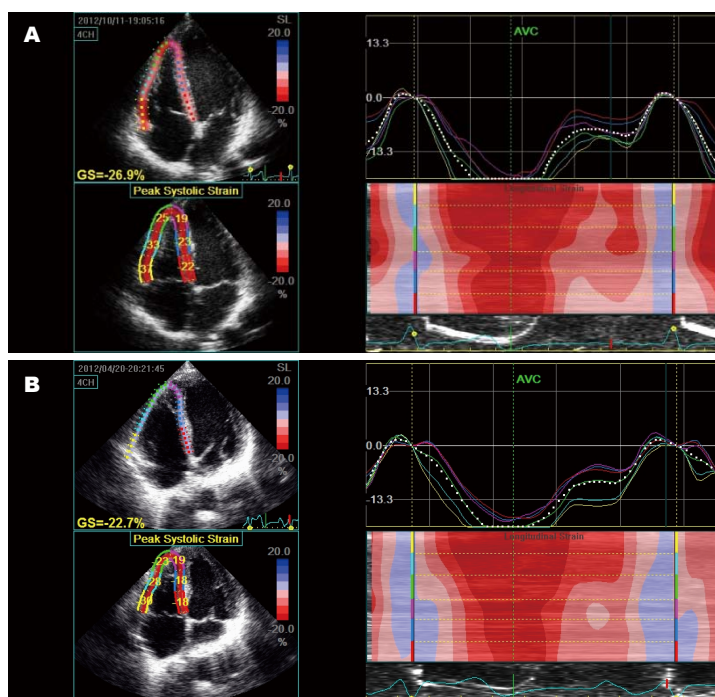 A
2012/10/11-19:05:16
SL
4CH
20.0
-20.0
%
GS=-26.9%
Peak Systolic Strain
20.0
-20.0
%
25
19
33
23
37
22
AVC
13.3
0.0
-13.3
Longitudinal Strain
B
2012/04/20-20:21:45
SL
4CH
20.0
20.0
%
GS=-22.7%
Peak Systolic Strain
20.0
20.0
%
23
-19
28
-18
30
-18
AVC
13.3
0.0
-13.3
Longitudinal Strain